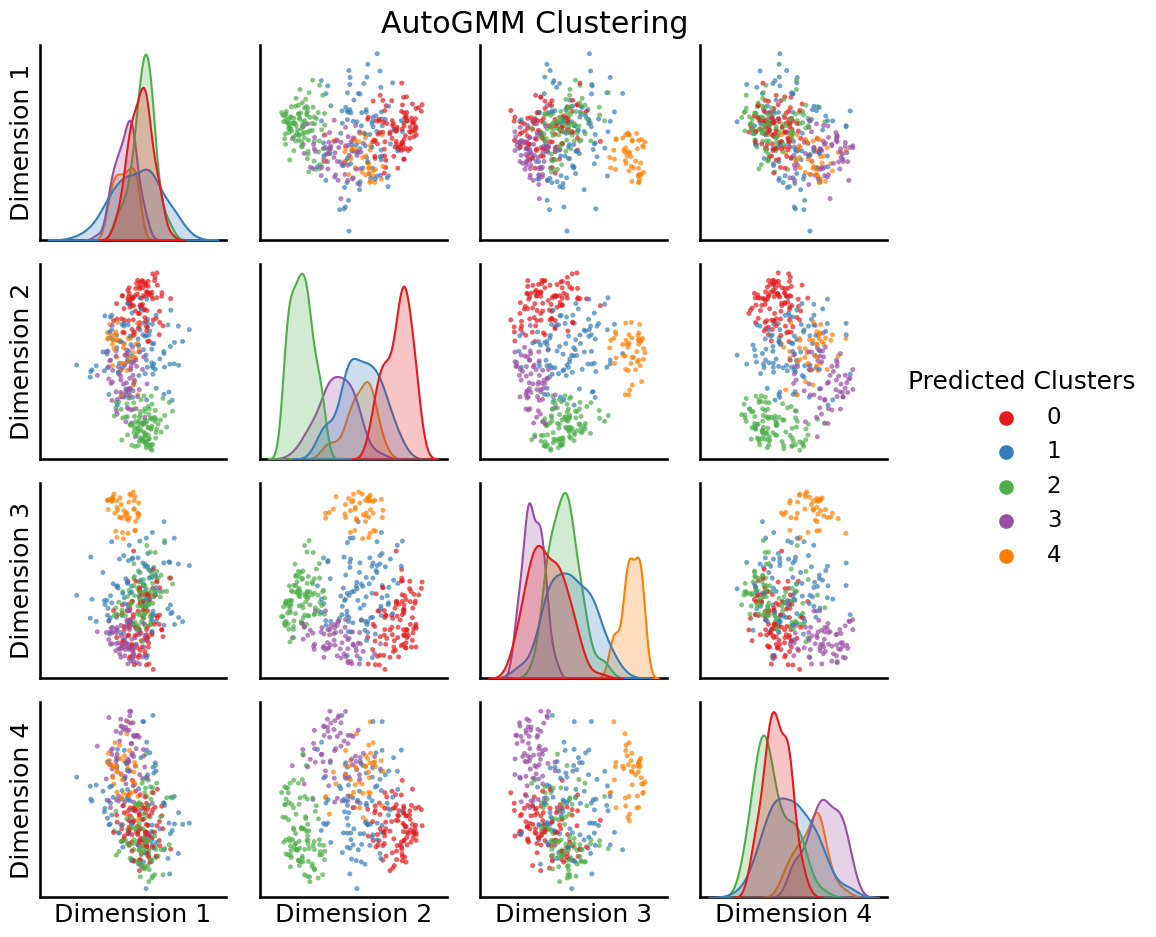 AutoGMM Clustering
Dimension 1
Dimension 2
Dimension 3
Dimension 4
Predicted Clusters
0
1
2
3
4
Dimension 1
Dimension 2
Dimension 3
Dimension 4